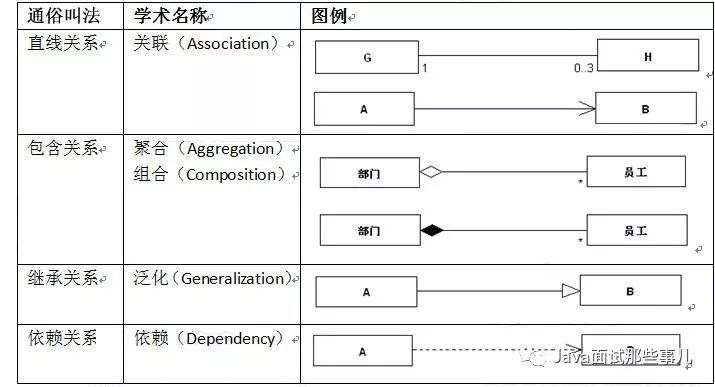 通俗叫法 学术名称 图例
直线关系 关联（Association） G 1 0..3 H
A B
包含关系 聚合（Aggregation） 部门 * 员工
组合（Composition） 部门 * 员工
继承关系 泛化（Generalization） A B
依赖关系 依赖（Dependency） A
Java面试那些事儿